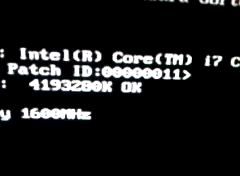 : Intel(R) Core(TM) i7 C
Patch ID:00000011>
: 4193280K OK
y 1600MHz